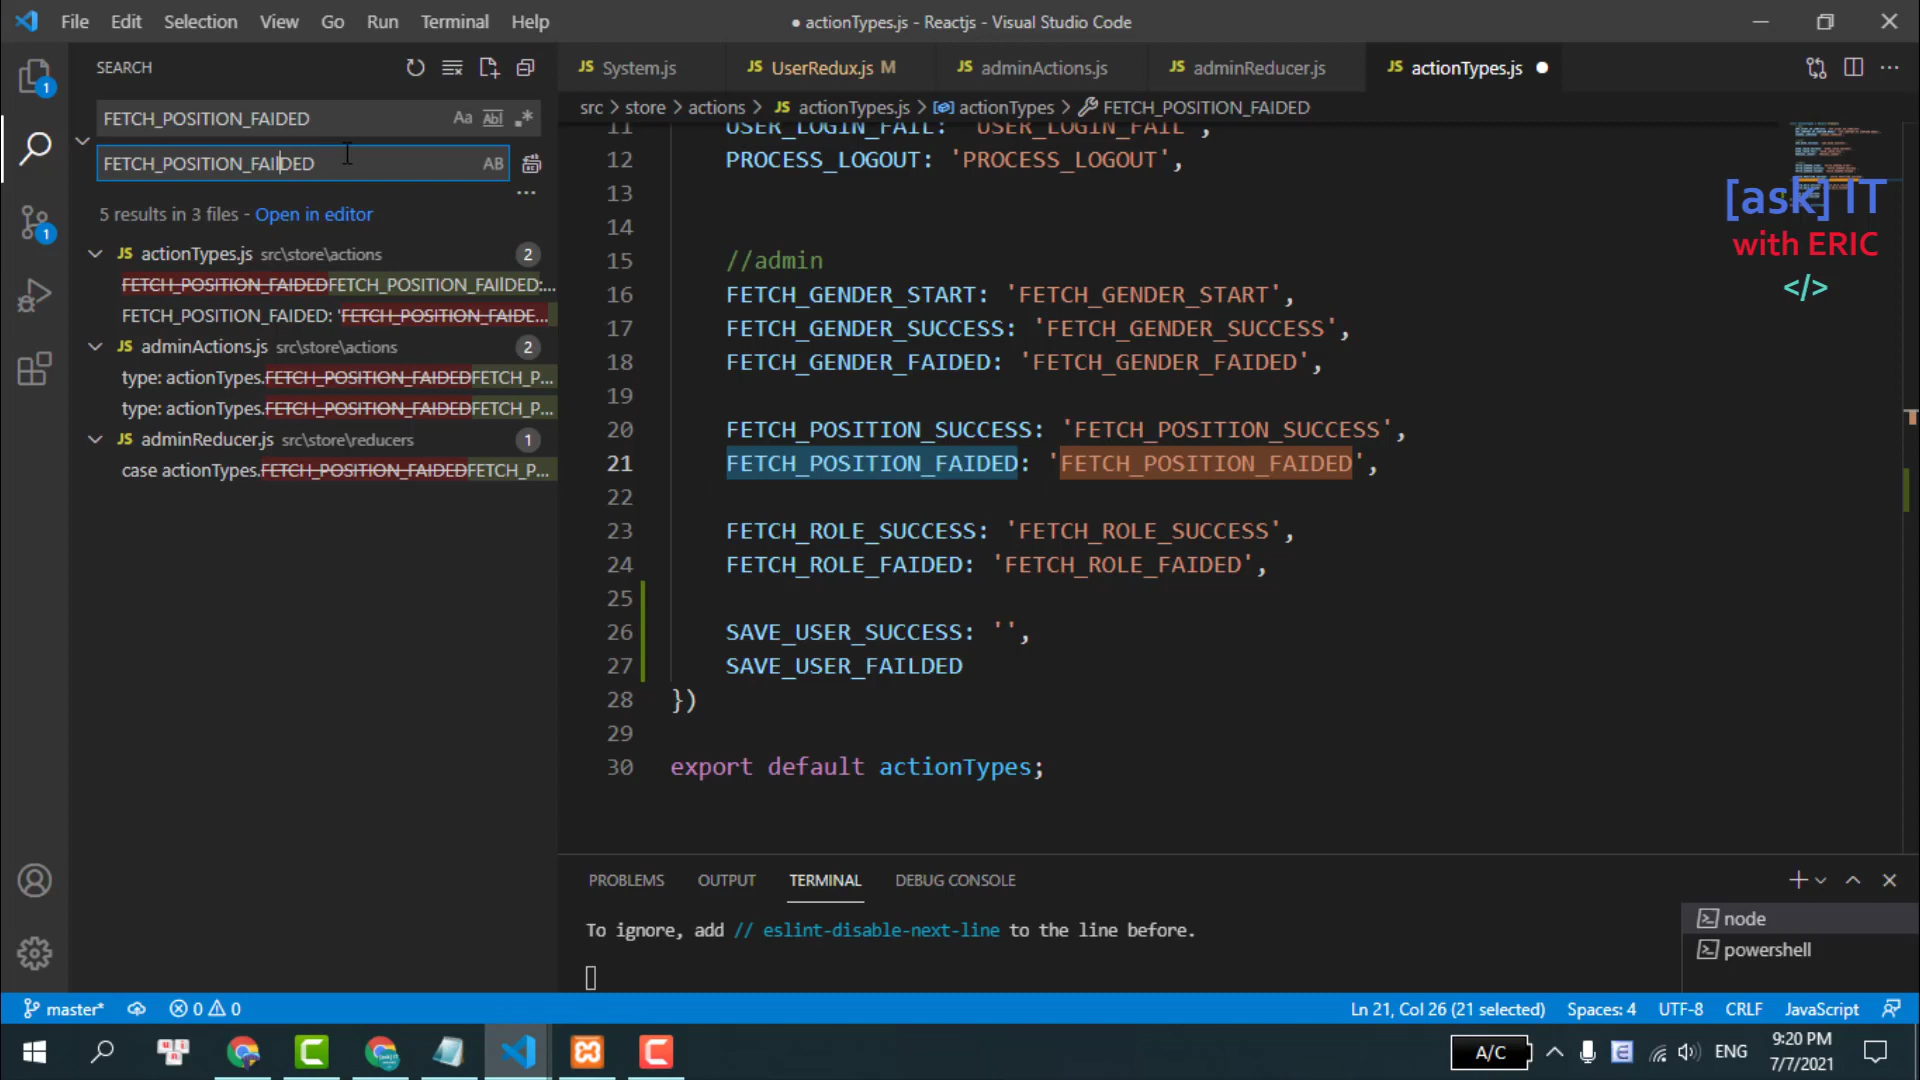 File Edit Selection View Go Run Terminal Help
● actionTypes.js - Reactjs - Visual Studio Code
SEARCH
System.js UserRedux.js M adminActions.js adminReducer.js actionTypes.js
src > store > actions > JS actionTypes.js > actionTypes > FETCH_POSITION_FAIDED
FETCH_POSITION_FAIDED
FETCH_POSITION_FAIlDED
5 results in 3 files - Open in editor
JS actionTypes.js src\store\actions 2
FETCH_POSITION_FAIDEDFETCH_POSITION_FAIlDED:...
FETCH_POSITION_FAIDED: 'FETCH_POSITION_FAIDE...
JS adminActions.js src\store\actions 2
type: actionTypes.FETCH_POSITION_FAIDEDFETCH_P...
type: actionTypes.FETCH_POSITION_FAIDEDFETCH_P...
JS adminReducer.js src\store\reducers 1
case actionTypes.FETCH_POSITION_FAIDEDFETCH_P...
11 USER_LOGIN_FAIL: 'USER_LOGIN_FAIL',
12 PROCESS_LOGOUT: 'PROCESS_LOGOUT',
13
14
15 //admin
16 FETCH_GENDER_START: 'FETCH_GENDER_START',
17 FETCH_GENDER_SUCCESS: 'FETCH_GENDER_SUCCESS',
18 FETCH_GENDER_FAIDED: 'FETCH_GENDER_FAIDED',
19
20 FETCH_POSITION_SUCCESS: 'FETCH_POSITION_SUCCESS',
21 FETCH_POSITION_FAIDED: 'FETCH_POSITION_FAIDED',
22
23 FETCH_ROLE_SUCCESS: 'FETCH_ROLE_SUCCESS',
24 FETCH_ROLE_FAIDED: 'FETCH_ROLE_FAIDED',
25
26 SAVE_USER_SUCCESS: '',
27 SAVE_USER_FAILDED
28 })
29
30 export default actionTypes;
[ask] IT
with ERIC
</>
PROBLEMS OUTPUT TERMINAL DEBUG CONSOLE
To ignore, add // eslint-disable-next-line to the line before.
node
powershell
master* 0 0 Ln 21, Col 26 (21 selected) Spaces: 4 UTF-8 CRLF JavaScript
A/C ENG 9:20 PM
7/7/2021